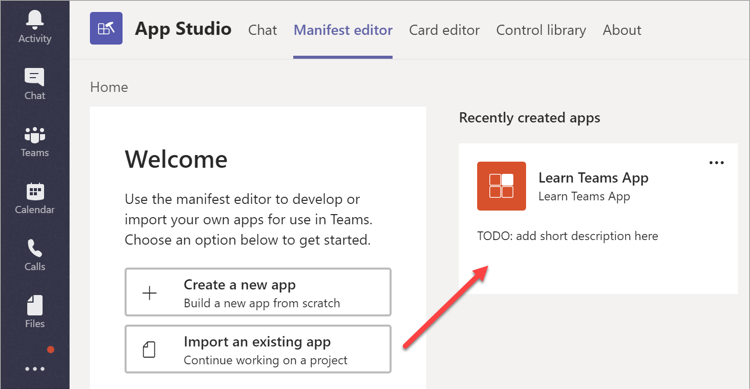 Activity
Chat
Teams
Calendar
Calls
Files
App Studio
Chat
Manifest editor
Card editor
Control library
About
Home
Welcome
Use the manifest editor to develop or
import your own apps for use in Teams.
Choose an option below to get started.
Create a new app
Build a new app from scratch
Import an existing app
Continue working on a project
Recently created apps
Learn Teams App
Learn Teams App
TODO: add short description here